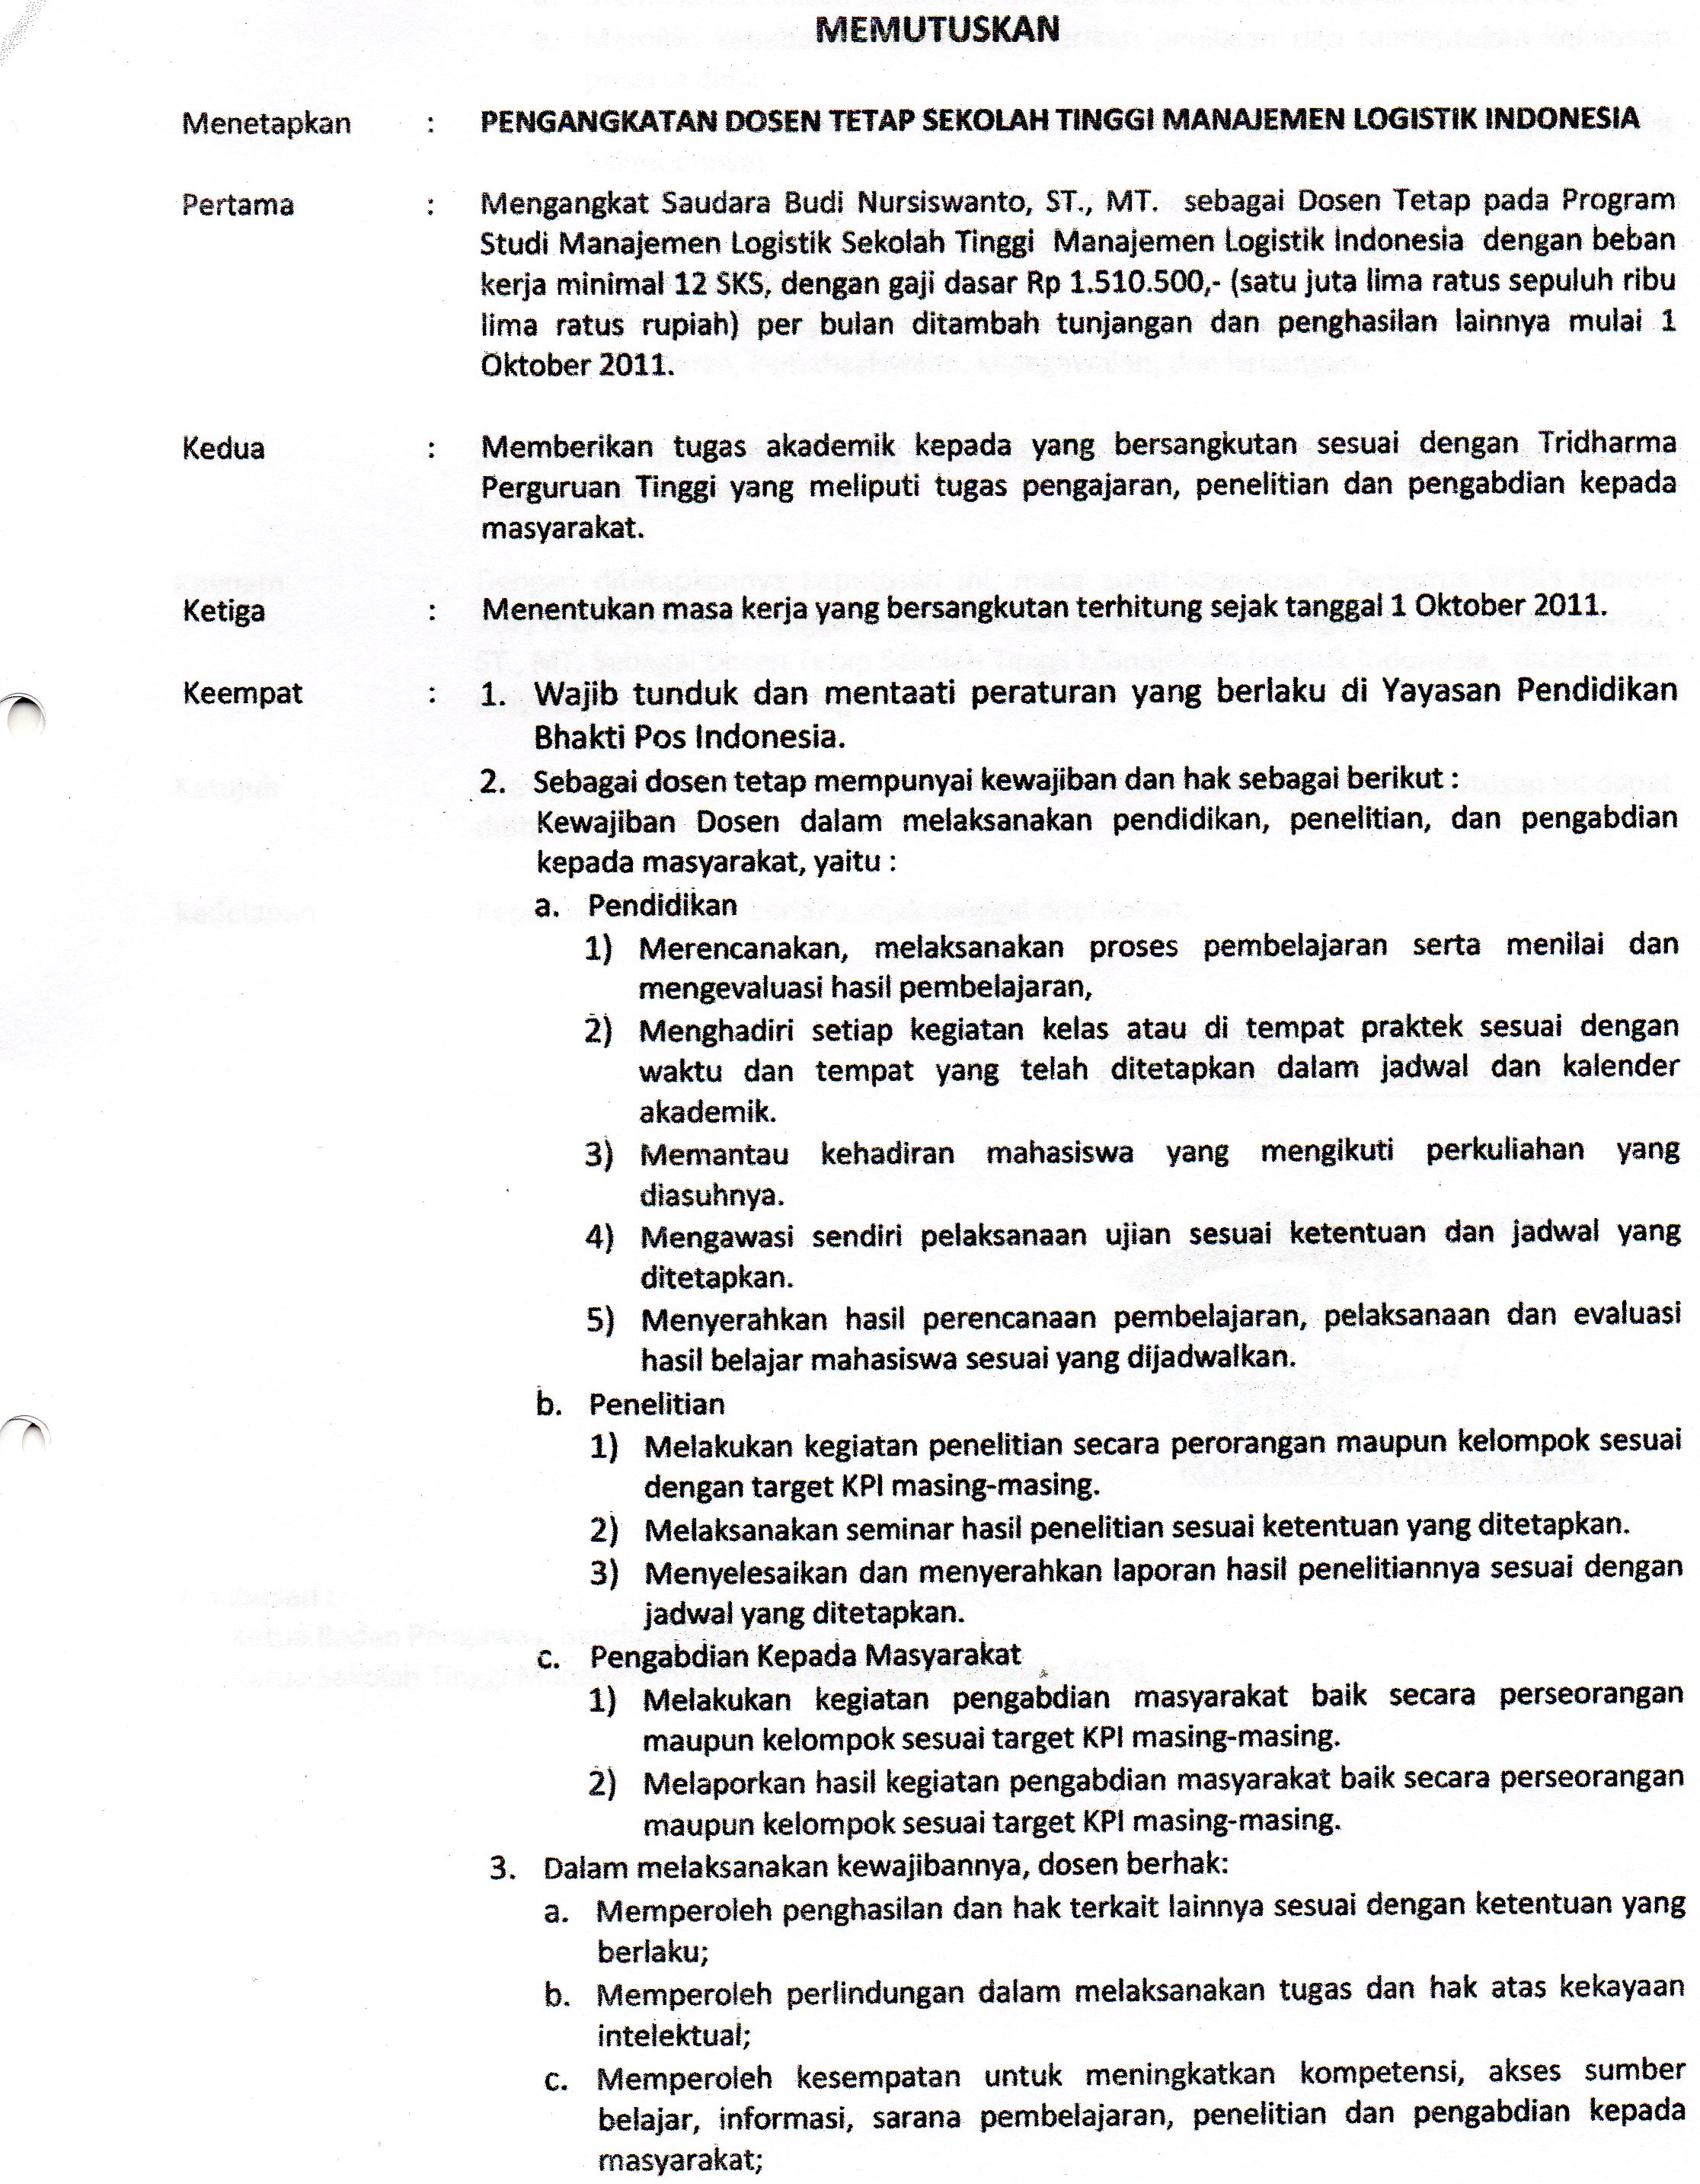 MEMUTUSKAN
Menetapkan : PENGANGKATAN DOSEN TETAP SEKOLAH TINGGI MANAJEMEN LOGISTIK INDONESIA
Pertama : Mengangkat Saudara Budi Nursiswanto, ST., MT. sebagai Dosen Tetap pada Program
Studi Manajemen Logistik Sekolah Tinggi Manajemen Logistik Indonesia dengan beban
kerja minimal 12 SKS, dengan gaji dasar Rp 1.510.500,- (satu juta lima ratus sepuluh ribu
lima ratus rupiah) per bulan ditambah tunjangan dan penghasilan lainnya mulai 1
Oktober 2011.
Kedua : Memberikan tugas akademik kepada yang bersangkutan sesuai dengan Tridharma
Perguruan Tinggi yang meliputi tugas pengajaran, penelitian dan pengabdian kepada
masyarakat.
Ketiga : Menentukan masa kerja yang bersangkutan terhitung sejak tanggal 1 Oktober 2011.
Keempat : 1. Wajib tunduk dan mentaati peraturan yang berlaku di Yayasan Pendidikan
Bhakti Pos Indonesia.
2. Sebagai dosen tetap mempunyai kewajiban dan hak sebagai berikut :
Kewajiban Dosen dalam melaksanakan pendidikan, penelitian, dan pengabdian
kepada masyarakat, yaitu :
a. Pendidikan
1) Merencanakan, melaksanakan proses pembelajaran serta menilai dan
mengevaluasi hasil pembelajaran,
2) Menghadiri setiap kegiatan kelas atau di tempat praktek sesuai dengan
waktu dan tempat yang telah ditetapkan dalam jadwal dan kalender
akademik.
3) Memantau kehadiran mahasiswa yang mengikuti perkuliahan yang
diasuhnya.
4) Mengawasi sendiri pelaksanaan ujian sesuai ketentuan dan jadwal yang
ditetapkan.
5) Menyerahkan hasil perencanaan pembelajaran, pelaksanaan dan evaluasi
hasil belajar mahasiswa sesuai yang dijadwalkan.
b. Penelitian
1) Melakukan kegiatan penelitian secara perorangan maupun kelompok sesuai
dengan target KPI masing-masing.
2) Melaksanakan seminar hasil penelitian sesuai ketentuan yang ditetapkan.
3) Menyelesaikan dan menyerahkan laporan hasil penelitiannya sesuai dengan
jadwal yang ditetapkan.
c. Pengabdian Kepada Masyarakat
1) Melakukan kegiatan pengabdian masyarakat baik secara perseorangan
maupun kelompok sesuai target KPI masing-masing.
2) Melaporkan hasil kegiatan pengabdian masyarakat baik secara perseorangan
maupun kelompok sesuai target KPI masing-masing.
3. Dalam melaksanakan kewajibannya, dosen berhak:
a. Memperoleh penghasilan dan hak terkait lainnya sesuai dengan ketentuan yang
berlaku;
b. Memperoleh perlindungan dalam melaksanakan tugas dan hak atas kekayaan
intelektual;
c. Memperoleh kesempatan untuk meningkatkan kompetensi, akses sumber
belajar, informasi, sarana pembelajaran, penelitian dan pengabdian kepada
masyarakat;